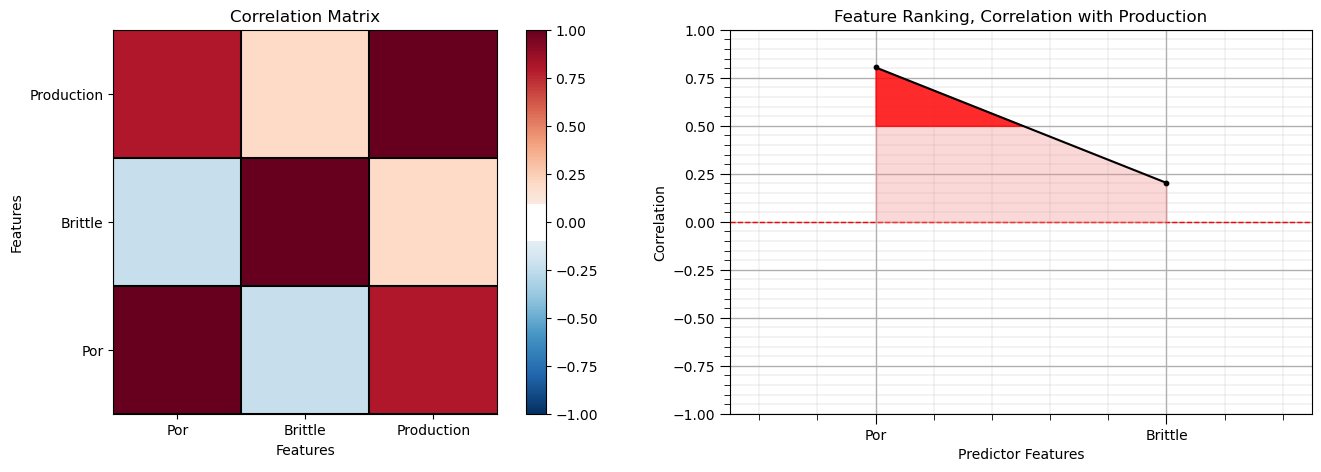 Correlation Matrix
Production
Brittle
Por
Features
Por Brittle Production
Features
1.00
0.75
0.50
0.25
0.00
−0.25
−0.50
−0.75
−1.00
Feature Ranking, Correlation with Production
1.00
0.75
0.50
0.25
0.00
−0.25
−0.50
−0.75
−1.00
Correlation
Por Brittle
Predictor Features